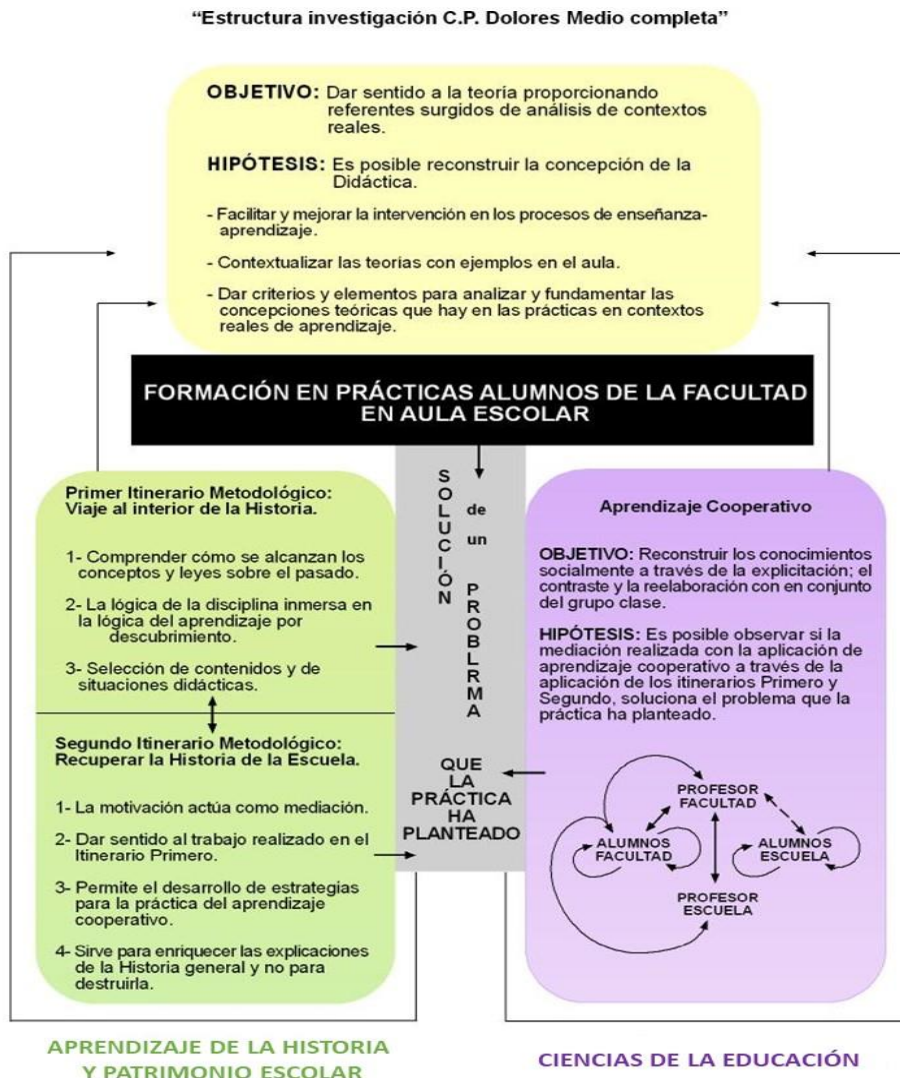 “Estructura investigación C.P. Dolores Medio completa”
OBJETIVO: Dar sentido a la teoría proporcionando
referentes surgidos de análisis de contextos
reales.
HIPÓTESIS: Es posible reconstruir la concepción de la
Didáctica.
- Facilitar y mejorar la intervención en los procesos de enseñanza-
aprendizaje.
- Contextualizar las teorías con ejemplos en el aula.
- Dar criterios y elementos para analizar y fundamentar las
concepciones teóricas que hay en las prácticas en contextos
reales de aprendizaje.
FORMACIÓN EN PRÁCTICAS ALUMNOS DE LA FACULTAD
EN AULA ESCOLAR
Primer Itinerario Metodológico:
Viaje al interior de la Historia.
1- Comprender cómo se alcanzan los
conceptos y leyes sobre el pasado.
2- La lógica de la disciplina inmersa en
la lógica del aprendizaje por
descubrimiento.
3- Selección de contenidos y de
situaciones didácticas.
Segundo Itinerario Metodológico:
Recuperar la Historia de la Escuela.
1- La motivación actúa como mediación.
2- Dar sentido al trabajo realizado en el
Itinerario Primero.
3- Permite el desarrollo de estrategias
para la práctica del aprendizaje
cooperativo.
4- Sirve para enriquecer las explicaciones
de la Historia general y no para
destruirla.
SOLUCIÓN
de
un
PROBLRMA
QUE
LA
PRÁCTICA
HA
PLANTEADO
Aprendizaje Cooperativo
OBJETIVO: Reconstruir los conocimientos
socialmente a través de la explicitación; el
contraste y la reelaboración con en conjunto
del grupo clase.
HIPÓTESIS: Es posible observar si la
mediación realizada con la aplicación de
aprendizaje cooperativo a través de la
aplicación de los itinerarios Primero y
Segundo, soluciona el problema que la
práctica ha planteado.
PROFESOR
FACULTAD
ALUMNOS
FACULTAD
ALUMNOS
ESCUELA
PROFESOR
ESCUELA
APRENDIZAJE DE LA HISTORIA
Y PATRIMONIO ESCOLAR
CIENCIAS DE LA EDUCACIÓN